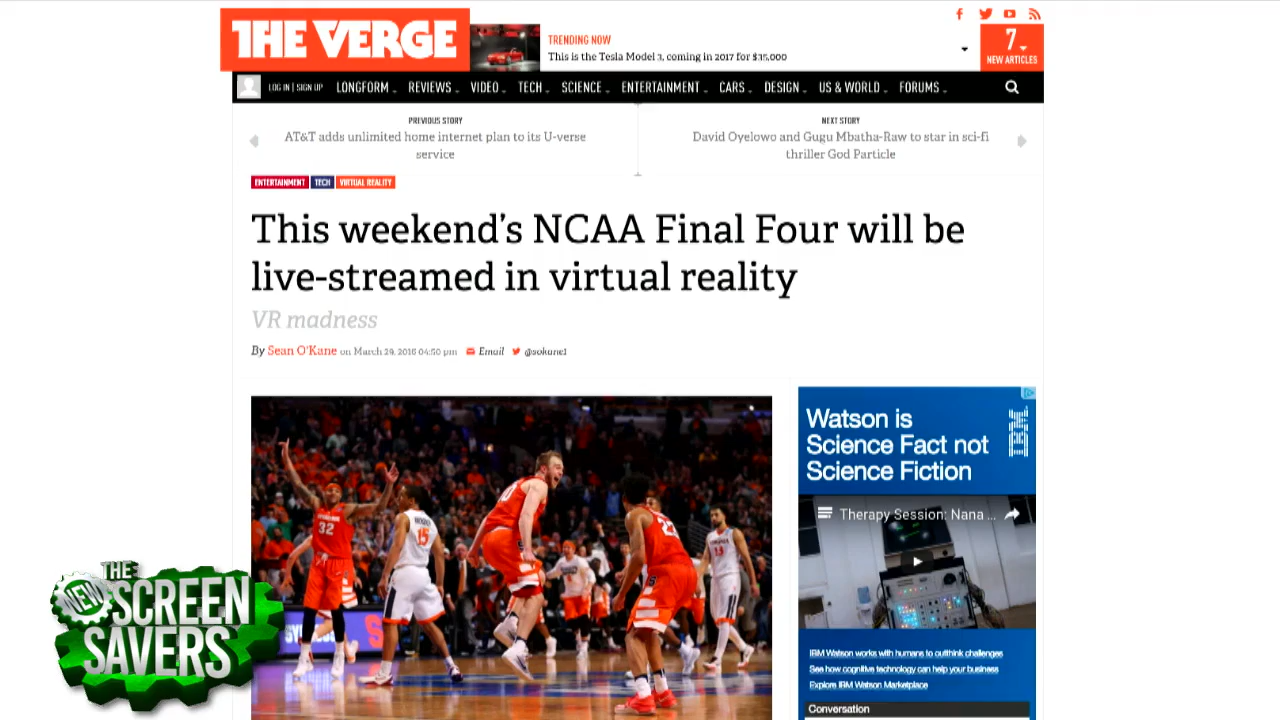 THE VERGE
TRENDING NOW
This is the Tesla Model 3, coming in 2017 for $35,000
7
NEW ARTICLES
LOG IN | SIGN UP
LONGFORM REVIEWS VIDEO TECH SCIENCE ENTERTAINMENT CARS DESIGN US & WORLD FORUMS
PREVIOUS STORY
AT&T adds unlimited home internet plan to its U-verse
service
NEXT STORY
David Oyelowo and Gugu Mbatha-Raw to star in sci-fi
thriller God Particle
ENTERTAINMENT TECH VIRTUAL REALITY
This weekend's NCAA Final Four will be
live-streamed in virtual reality
VR madness
By Sean O'Kane on March 29, 2016 04:50 pm Email @sokane1
32
15
Watson is
Science Fact not
Science Fiction
IBM
Therapy Session: Nana ...
IBM Watson works with humans to outthink challenges
See how cognitive technology can help your business
Explore IBM Watson Marketplace
Conversation
THE
NEW
SCREEN
SAVERS